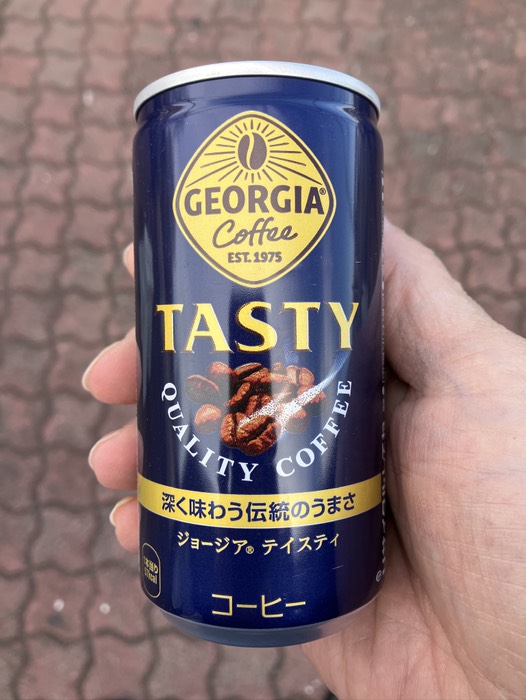 GEORGIA®
Coffee
EST.1975
TASTY
QUALITY COFFEE
深く味わう伝統のうまさ
ジョージア® テイスティ
コーヒー